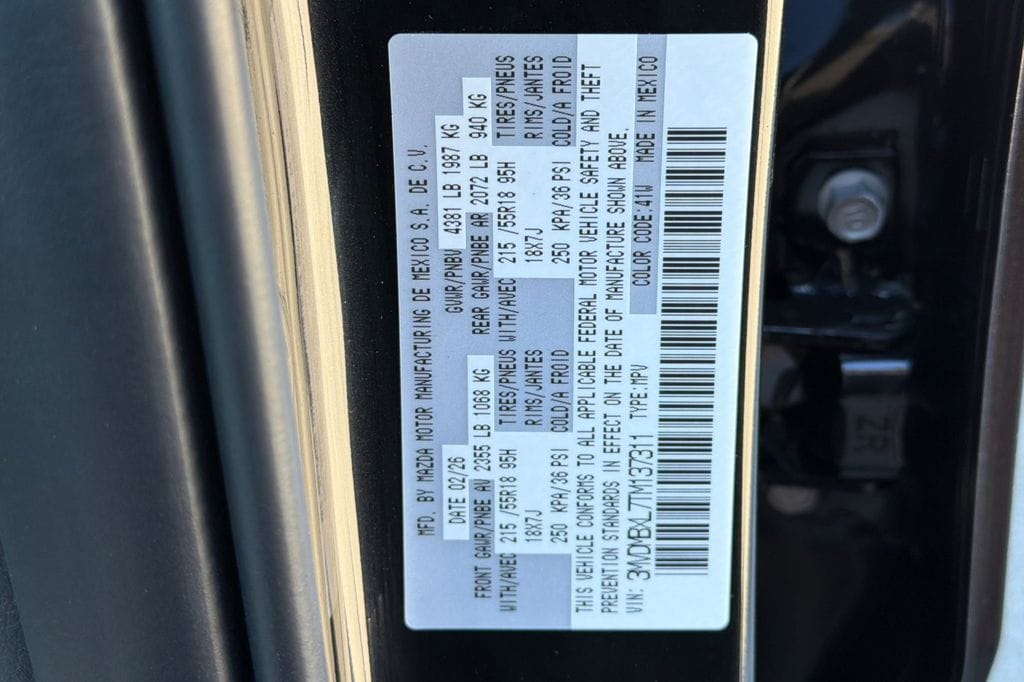 MFD. BY MAZDA MOTOR MANUFACTURING DE MEXICO S.A. DE C.V.
DATE 02/26 GVWR/PNBV 4381 LB 1987 KG
FRONT GAWR/PNBE AV 2355 LB 1068 KG REAR GAWR/PNBE AR 2072 LB 940 KG
WITH/AVEC 215 /55R18 95H TIRES/PNEUS WITH/AVEC 215 /55R18 95H TIRES/PNEUS
18X7J RIMS/JANTES 18X7J RIMS/JANTES
250 KPA/36 PSI COLD/A FROID 250 KPA/36 PSI COLD/A FROID
THIS VEHICLE CONFORMS TO ALL APPLICABLE FEDERAL MOTOR VEHICLE SAFETY AND THEFT
PREVENTION STANDARDS IN EFFECT ON THE DATE OF MANUFACTURE SHOWN ABOVE.
VIN: 3MVDMBXL7TM137311 TYPE:MPV COLOR CODE:41W MADE IN MEXICO
2R